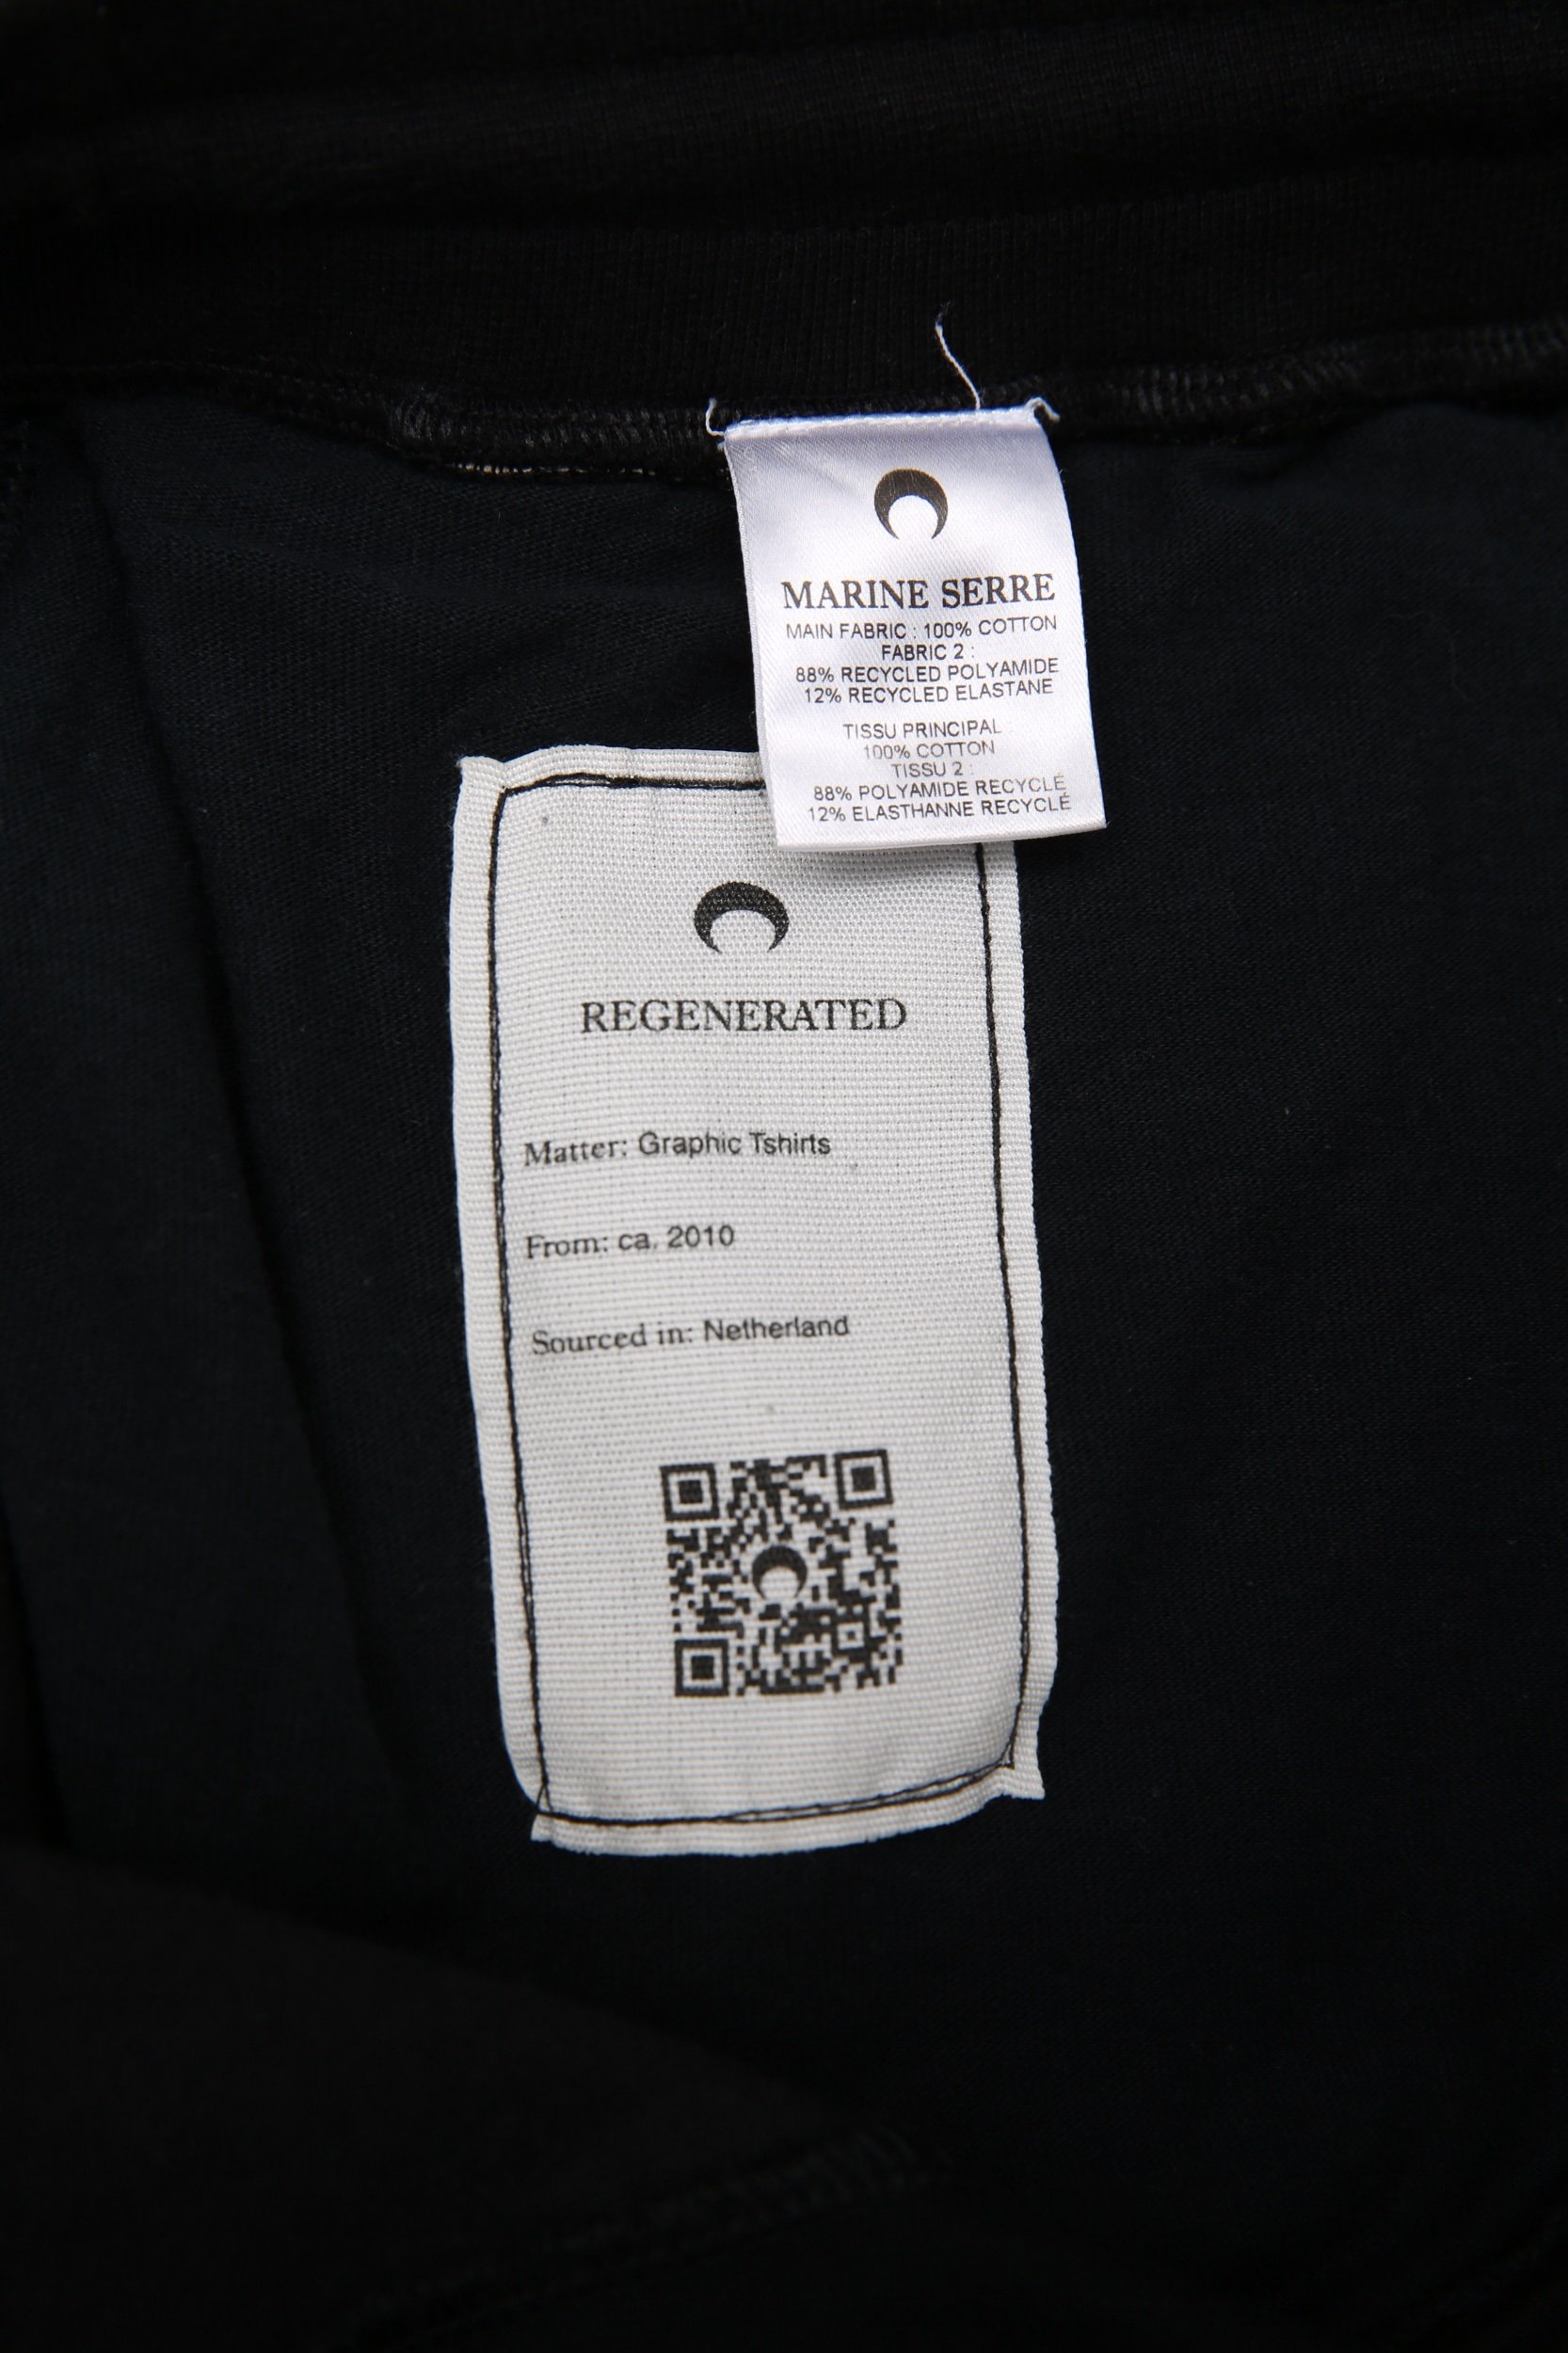 MARINE SERRE
MAIN FABRIC : 100% COTTON
FABRIC 2 :
88% RECYCLED POLYAMIDE
12% RECYCLED ELASTANE
TISSU PRINCIPAL :
100% COTTON
TISSU 2 :
88% POLYAMIDE RECYCLÉ
12% ELASTHANNE RECYCLÉ
REGENERATED
Matter: Graphic Tshirts
From: ca. 2010
Sourced in: Netherland